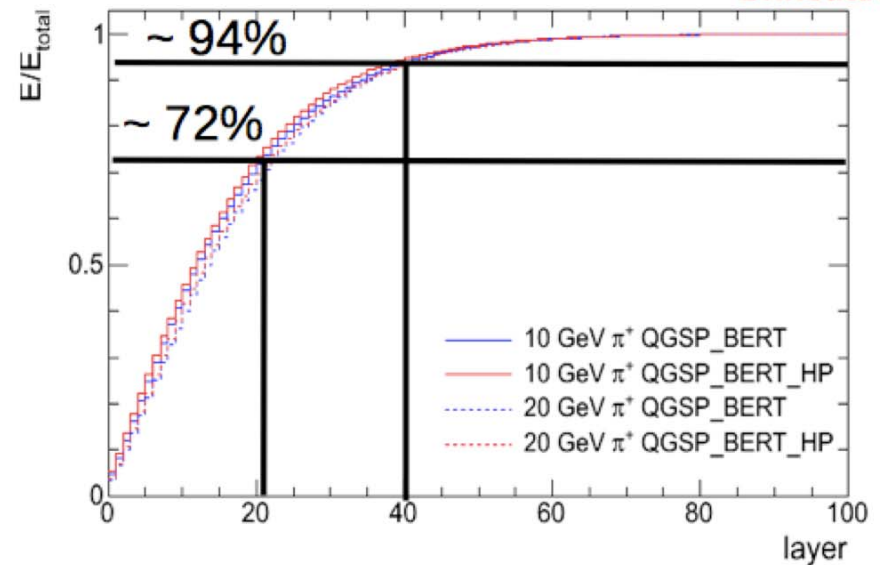 E/E_total
1
~ 94%
~ 72%
0.5
10 GeV π⁺ QGSP_BERT
10 GeV π⁺ QGSP_BERT_HP
20 GeV π⁺ QGSP_BERT
20 GeV π⁺ QGSP_BERT_HP
0
0 20 40 60 80 100
layer